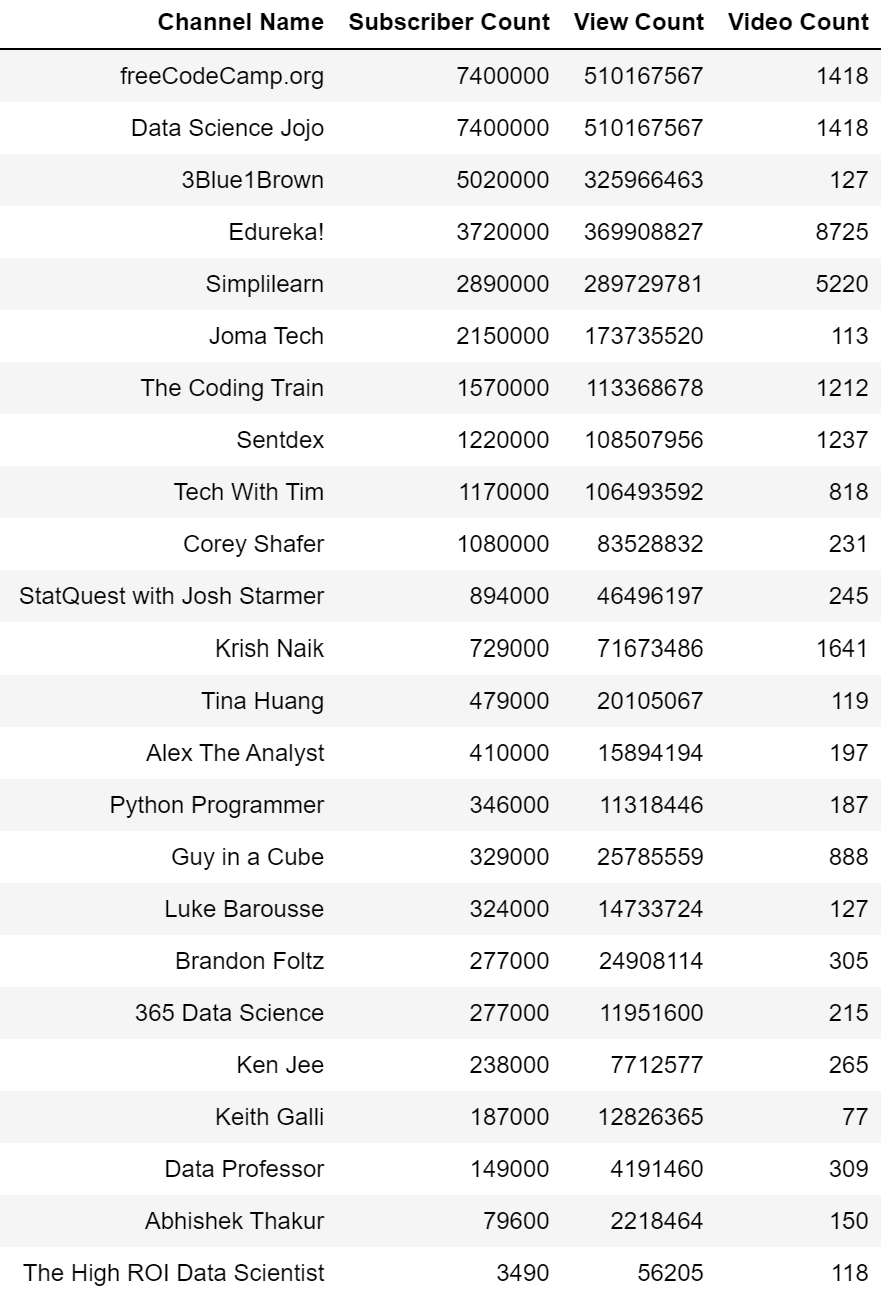 Channel Name Subscriber Count View Count Video Count
freeCodeCamp.org 7400000 510167567 1418
Data Science Jojo 7400000 510167567 1418
3Blue1Brown 5020000 325966463 127
Edureka! 3720000 369908827 8725
Simplilearn 2890000 289729781 5220
Joma Tech 2150000 173735520 113
The Coding Train 1570000 113368678 1212
Sentdex 1220000 108507956 1237
Tech With Tim 1170000 106493592 818
Corey Shafer 1080000 83528832 231
StatQuest with Josh Starmer 894000 46496197 245
Krish Naik 729000 71673486 1641
Tina Huang 479000 20105067 119
Alex The Analyst 410000 15894194 197
Python Programmer 346000 11318446 187
Guy in a Cube 329000 25785559 888
Luke Barousse 324000 14733724 127
Brandon Foltz 277000 24908114 305
365 Data Science 277000 11951600 215
Ken Jee 238000 7712577 265
Keith Galli 187000 12826365 77
Data Professor 149000 4191460 309
Abhishek Thakur 79600 2218464 150
The High ROI Data Scientist 3490 56205 118